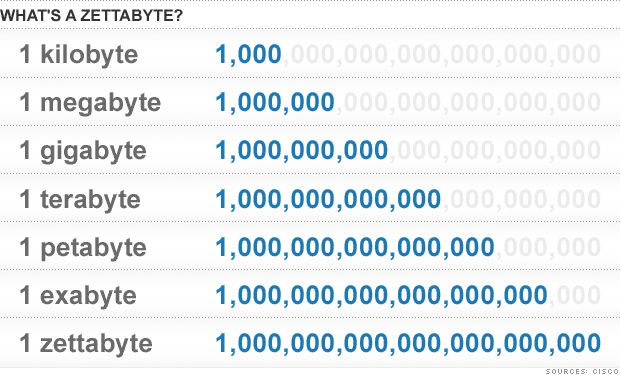 WHAT'S A ZETTABYTE?
1 kilobyte 1,000,000,000,000,000,000,000
1 megabyte 1,000,000,000,000,000,000,000
1 gigabyte 1,000,000,000,000,000,000,000
1 terabyte 1,000,000,000,000,000,000,000
1 petabyte 1,000,000,000,000,000,000,000
1 exabyte 1,000,000,000,000,000,000,000
1 zettabyte 1,000,000,000,000,000,000,000
SOURCES: CISCO